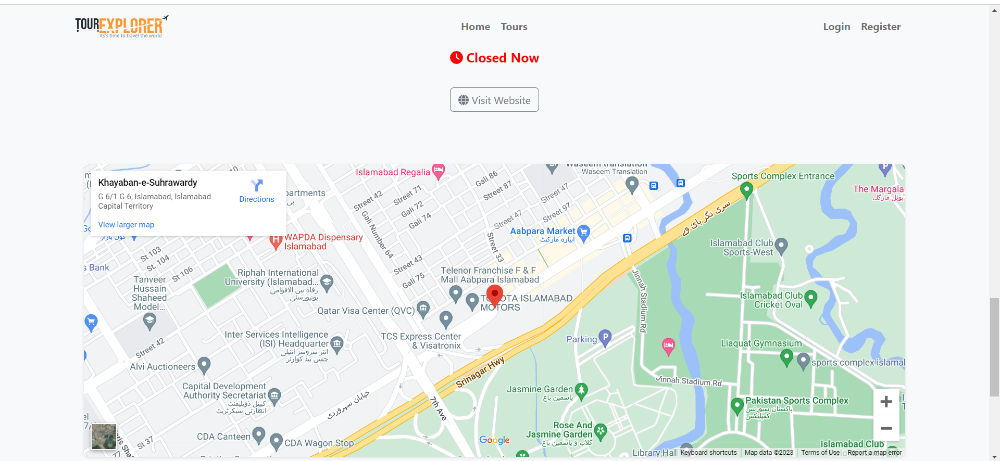 TOUREXPLORER
its's time to travel the world
Home
Tours
Login
Register
Closed Now
Visit Website
Khayaban-e-Suhrawardy
G 6/1 G-6, Islamabad, Islamabad
Capital Territory
Directions
View larger map
Islamabad Regalia
Waseem translation
Waseem Translation
Sports Complex Entrance
The Margala
ہوٹل مارگلہ
partments
Street 42
Street 71
Gali 72
Gali 74
Gali 86
Street 87
Street 47
Street 97
Gali Number 64
Street 33
Street 43
Gali 75
Aabpara Market
آبپارہ مارکیٹ
سری نگر ہائی وے
Islamabad Club
Sports-West
WAPDA Dispensary
Islamabad
St 103
St. 104
St 106
s Bank
Tanveer
Hussain
Shaheed
Model...
Riphah International
University (Islamabad...
رفاہ بین الاقوامی
یونیورسٹی
Telenor Franchise F & F
Mall Aabpara Islamabad
TOYOTA ISLAMABAD
MOTORS
Qatar Visa Center (QVC)
TCS Express Center
& Visatronix
Jinnah Stadium Rd
Islamabad Club
Cricket Oval
Inter Services Intelligence
(ISI) Headquarter
انٹر سروسز انٹیلی
جنس ہیڈ کوارٹر
Street 42
Alvi Auctioneers
Parking
Liaquat Gymnasium
sports complex islamab
Srinagar Hwy
Jinnah Stadium Rd
Capital Development
Authority Secretariat
کیپٹل ڈویلپمنٹ
اتھارٹی سیکرٹریٹ
خیابان سہروردی
7th Ave
Jasmine Garden
یاسمین باغ
Pakistan Sports Complex
پاکستان سپورٹس
کمپلیکس
Rose And
Jasmine Garden
گلاب و یاسمین باغ
St 37
CDA Canteen
CDA Wagon Stop
Google
Library Hall
Islamabad Club
Keyboard shortcuts
Map data ©2023
Terms of Use
Report a map error